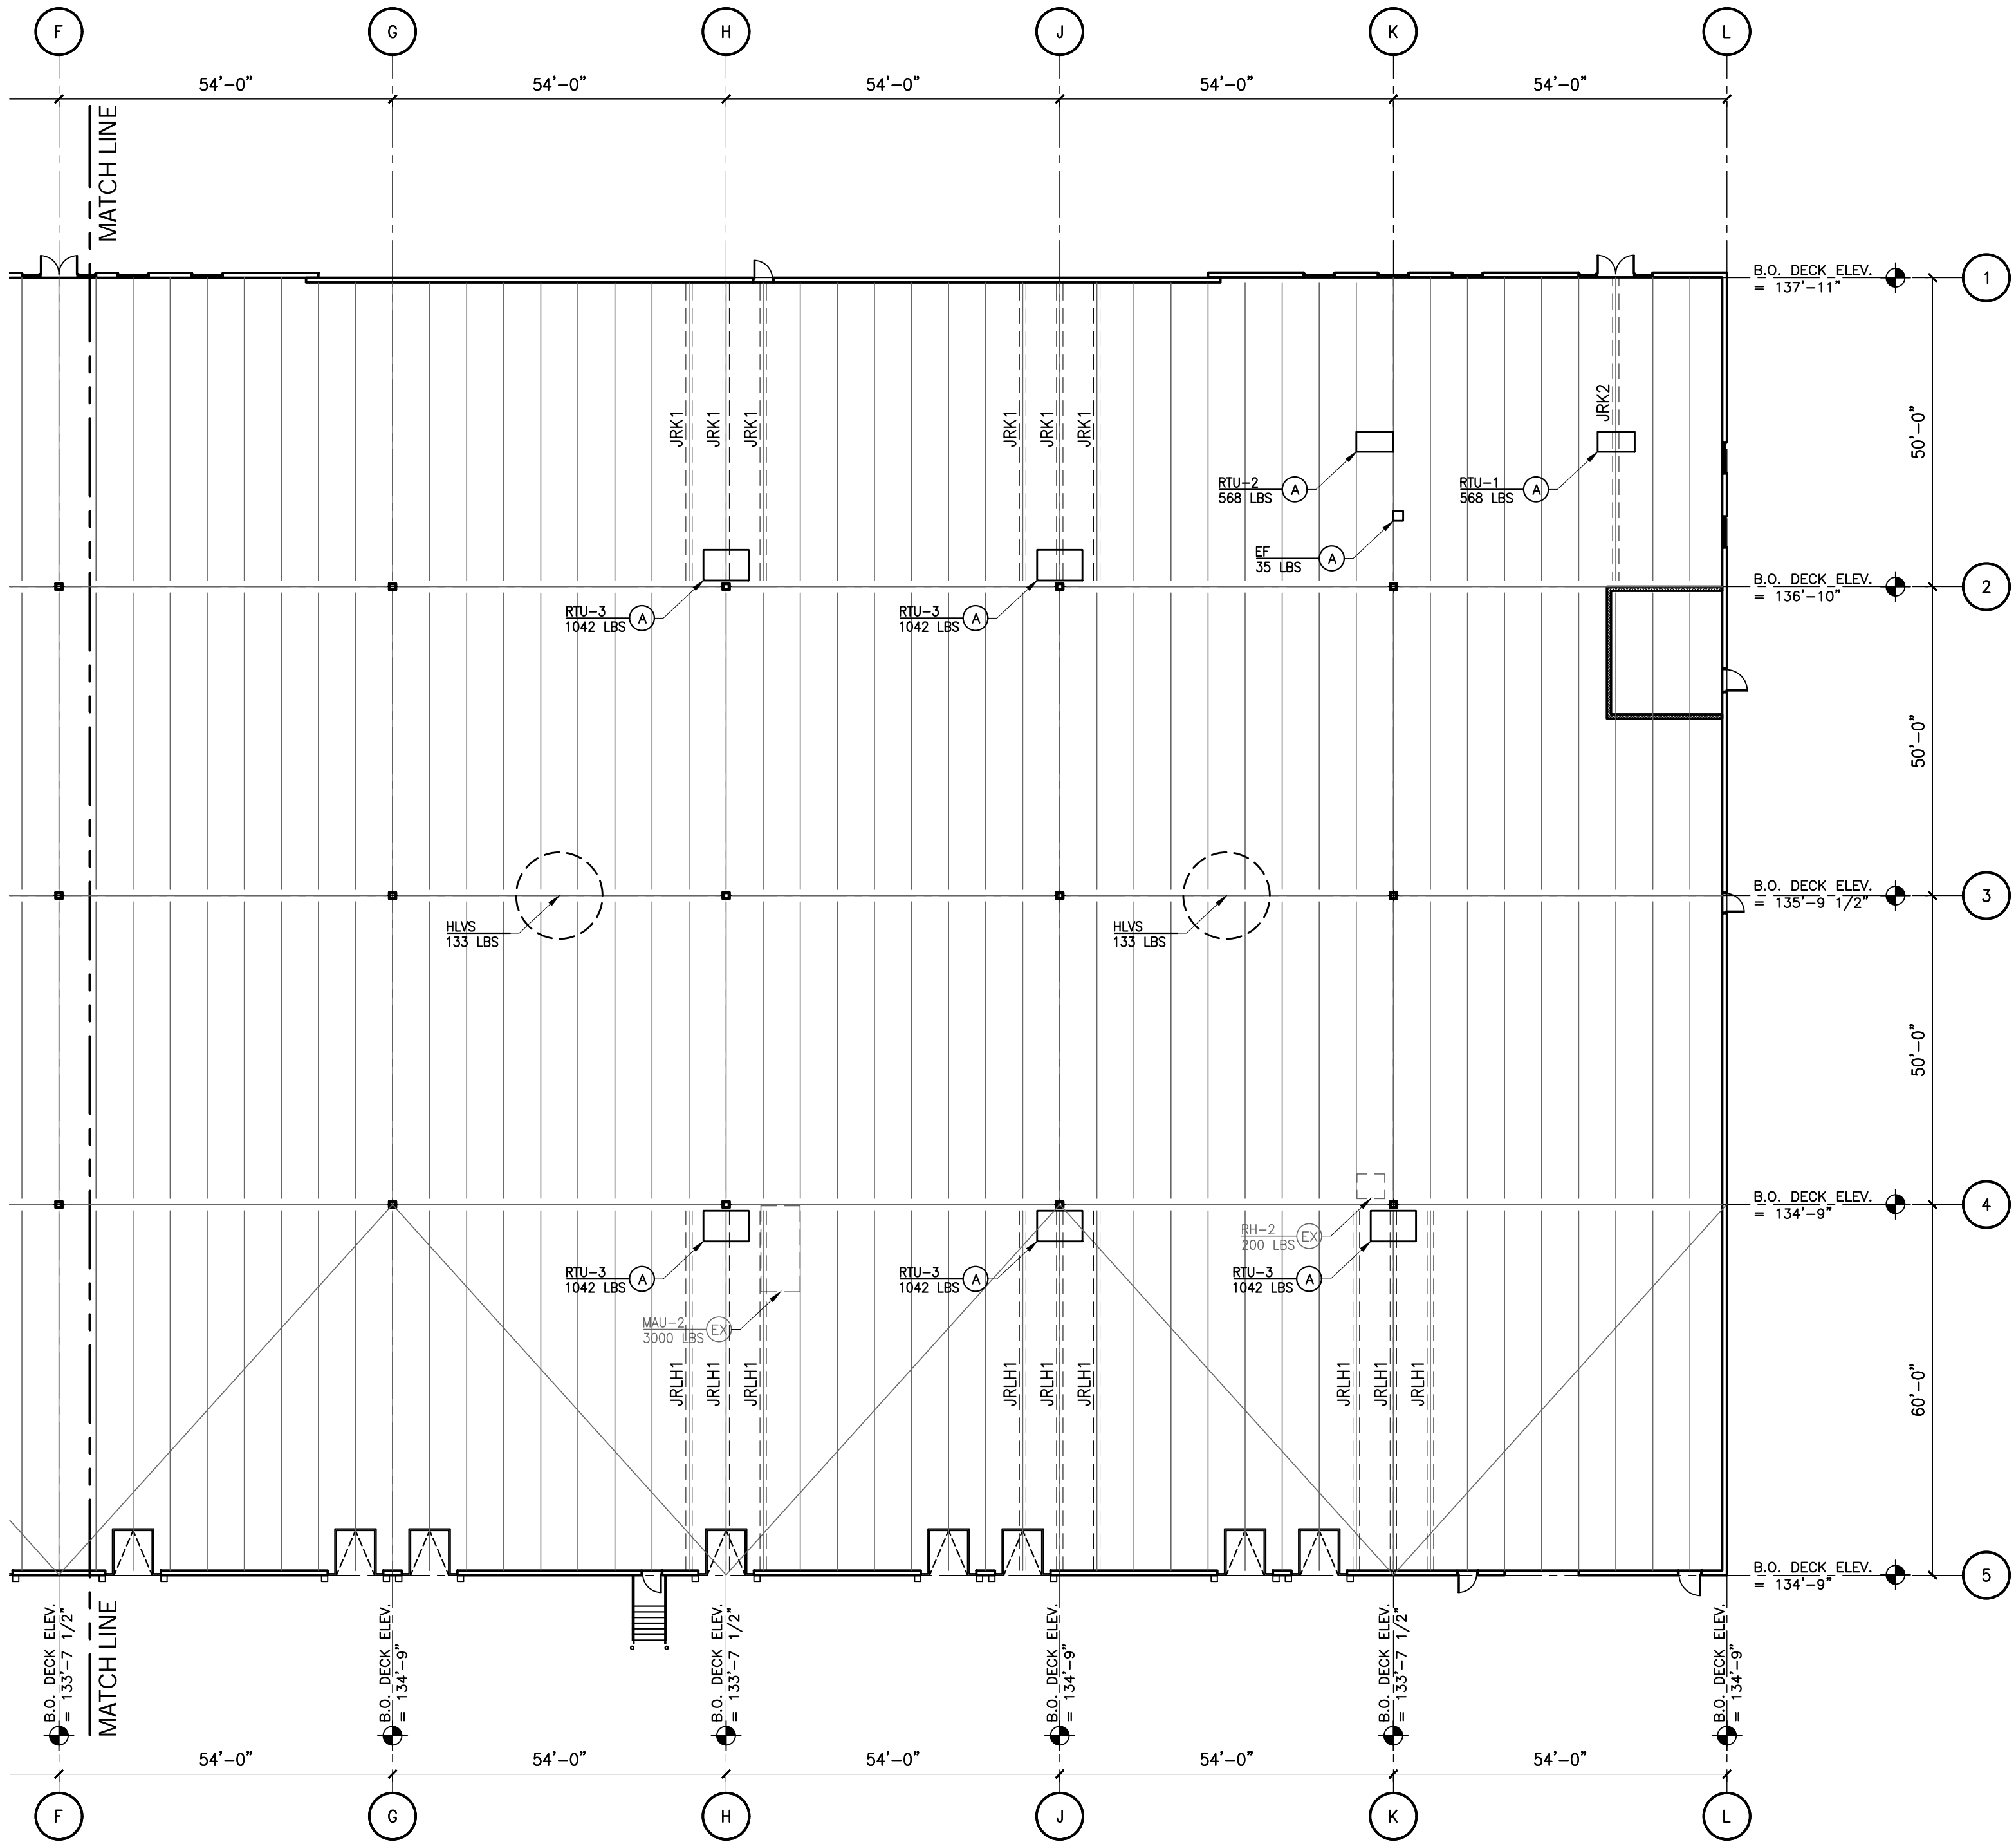 F
G
H
J
K
L
54'-0"
54'-0"
54'-0"
54'-0"
54'-0"
MATCH LINE
B.O. DECK ELEV.
= 137'-11"
1
JRK1
JRK1
JRK1
JRK1
JRK1
JRK1
JRK2
50'-0"
RTU-2
568 LBS
A
RTU-1
568 LBS
A
EF
35 LBS
A
B.O. DECK ELEV.
= 136'-10"
2
RTU-3
1042 LBS
A
RTU-3
1042 LBS
A
50'-0"
HLVS
133 LBS
HLVS
133 LBS
B.O. DECK ELEV.
= 135'-9 1/2"
3
50'-0"
B.O. DECK ELEV.
= 134'-9"
4
RH-2
200 LBS
EX
RTU-3
1042 LBS
A
RTU-3
1042 LBS
A
RTU-3
1042 LBS
A
MAU-2
3000 LBS
EX
JRLH1
JRLH1
JRLH1
JRLH1
JRLH1
JRLH1
JRLH1
JRLH1
JRLH1
60'-0"
B.O. DECK ELEV.
= 134'-9"
5
B.O. DECK ELEV.
= 133'-7 1/2"
MATCH LINE
B.O. DECK ELEV.
= 134'-9"
B.O. DECK ELEV.
= 133'-7 1/2"
B.O. DECK ELEV.
= 134'-9"
B.O. DECK ELEV.
= 133'-7 1/2"
B.O. DECK ELEV.
= 134'-9"
54'-0"
54'-0"
54'-0"
54'-0"
54'-0"
F
G
H
J
K
L